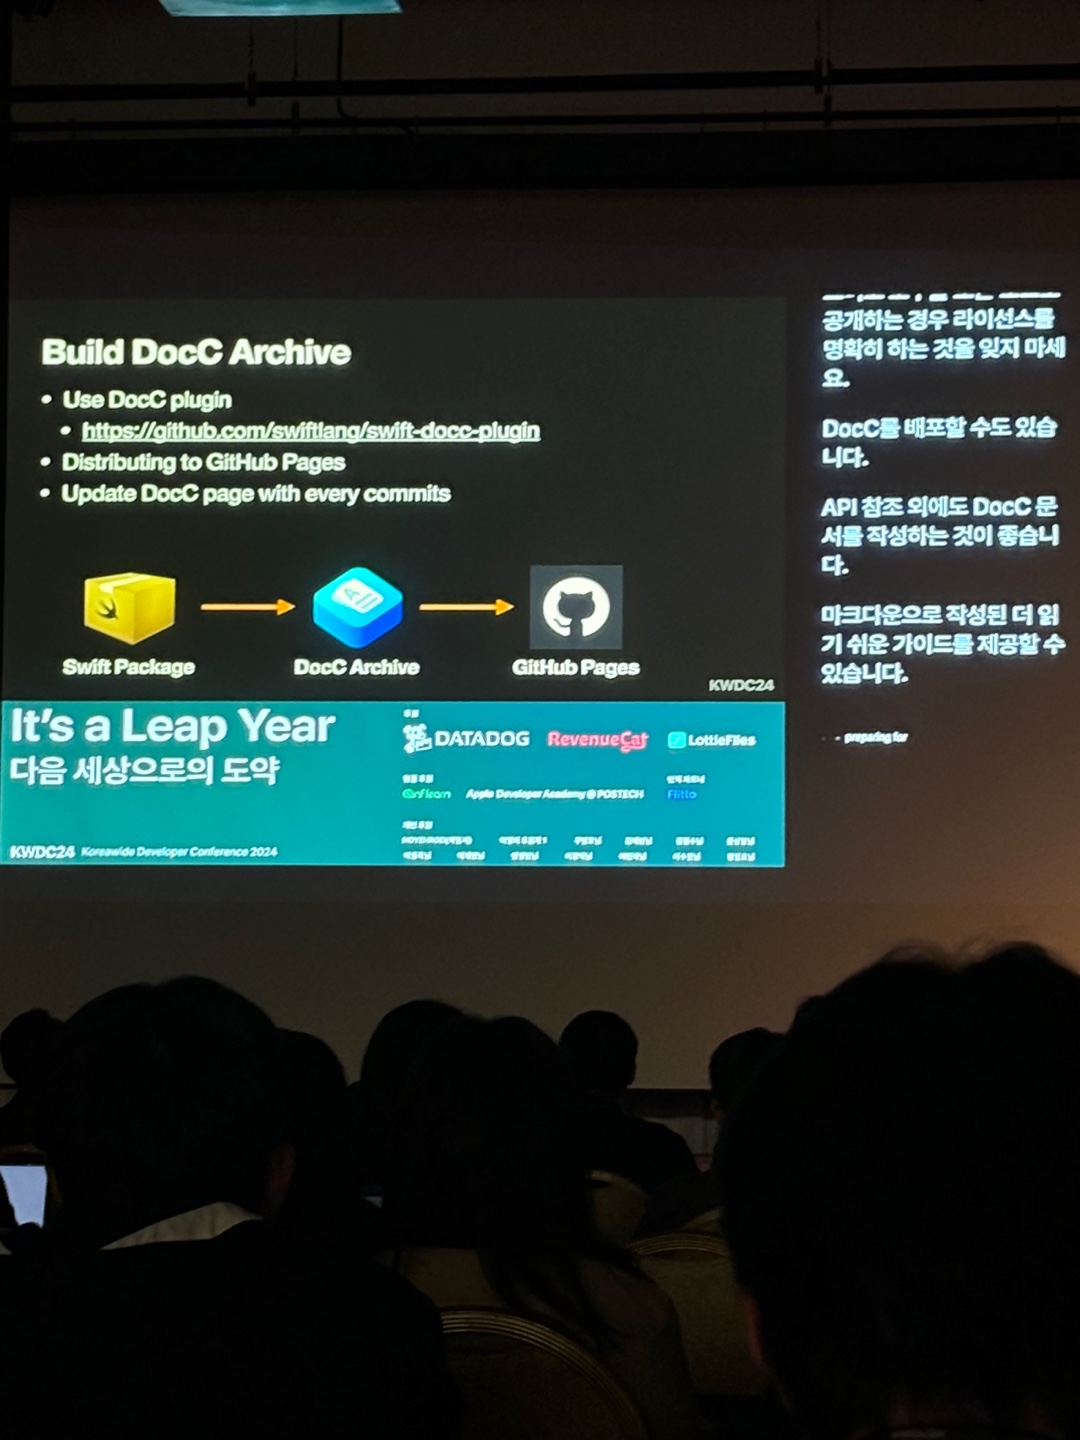 Build DocC Archive
• Use DocC plugin
• https://github.com/swiftlang/swift-docc-plugin
• Distributing to GitHub Pages
• Update DocC page with every commits
Swift Package
DocC Archive
GitHub Pages
KWDC24
It's a Leap Year
다음 세상으로의 도약
KWDC24 Koreawide Developer Conference 2024
후원
DATADOG RevenueCat LottieFiles
Inflearn Apple Developer Academy @ POSTECH Flitto
공개하는 경우 라이선스를
명확히 하는 것을 잊지 마세
요.
DocC를 배포할 수도 있습
니다.
API 참조 외에도 DocC 문
서를 작성하는 것이 좋습니
다.
마크다운으로 작성된 더 읽
기 쉬운 가이드를 제공할 수
있습니다.
preparing for